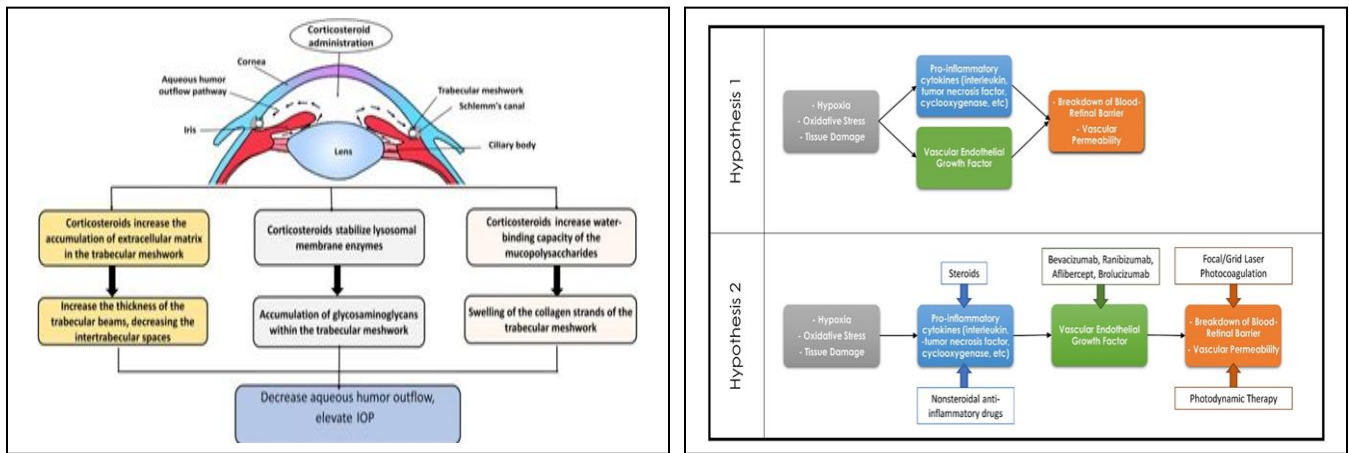 Corticosteroid
administration
Cornea
Aqueous humor
outflow pathway
Trabecular meshwork
Schlemm's canal
Iris
Ciliary body
Lens
Corticosteroids increase the
accumulation of extracellular matrix
in the trabecular meshwork
Corticosteroids stabilize lysosomal
membrane enzymes
Corticosteroids increase water-
binding capacity of the
mucopolysaccharides
Increase the thickness of the
trabecular beams, decreasing the
intertrabecular spaces
Accumulation of glycosaminoglycans
within the trabecular meshwork
Swelling of the collagen strands of the
trabecular meshwork
Decrease aqueous humor outflow,
elevate IOP
Hypothesis 1
- Hypoxia
- Oxidative Stress
- Tissue Damage
Pro-inflammatory
cytokines (interleukin,
tumor necrosis factor,
cyclooxygenase, etc)
Vascular Endothelial
Growth Factor
- Breakdown of Blood-
Retinal Barrier
- Vascular
Permeability
Hypothesis 2
Steroids
Bevacizumab, Ranibizumab,
Aflibercept, Brolucizumab
Focal/Grid Laser
Photocoagulation
- Hypoxia
- Oxidative Stress
- Tissue Damage
Pro-inflammatory
cytokines (interleukin,
-tumor necrosis factor,
cyclooxygenase, etc)
Vascular Endothelial
Growth Factor
- Breakdown of Blood-
Retinal Barrier
- Vascular Permeability
Nonsteroidal anti-
inflammatory drugs
Photodynamic Therapy